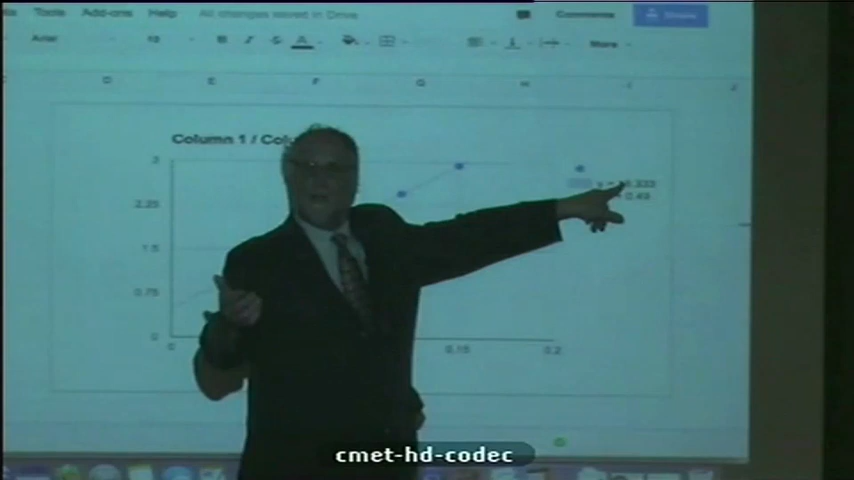 Tools Add-ons Help All changes saved in Drive Comments Share
Arial 10 B I S A More
C D E F G H I J
Column 1 / Col
3
2.25
1.5
0.75
0
0 0.15 0.2
cmet-hd-codec